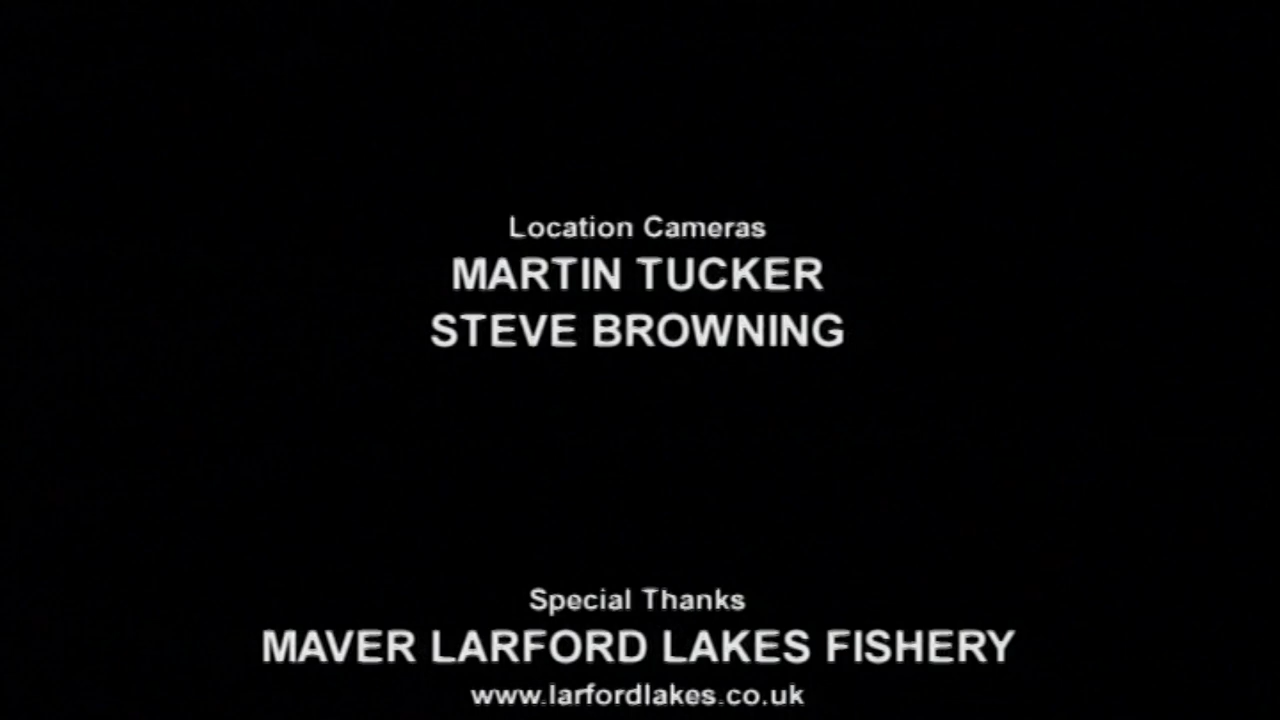 Location Cameras
MARTIN TUCKER
STEVE BROWNING
Special Thanks
MAVER LARFORD LAKES FISHERY
www.larfordlakes.co.uk